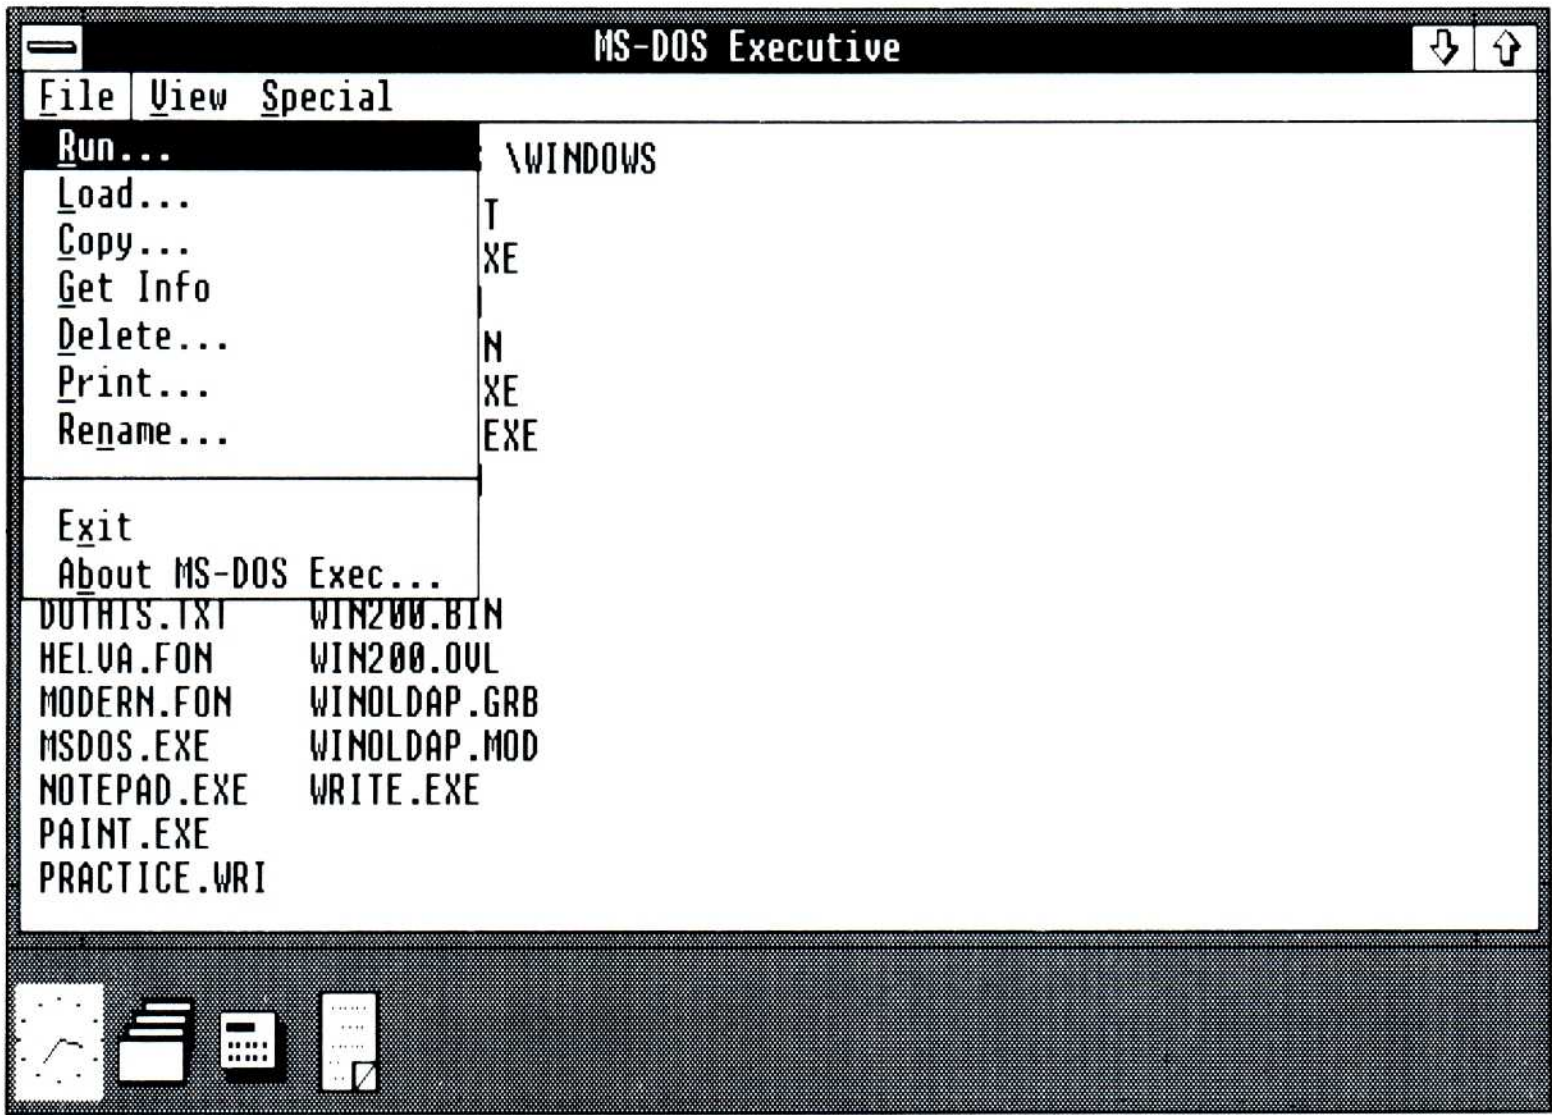 MS-DOS Executive
File View Special
Run...
\WINDOWS
Load...
T
Copy...
XE
Get Info
Delete...
N
Print...
XE
Rename...
EXE
Exit
About MS-DOS Exec...
DOTHIS.TXT WIN200.BIN
HELVA.FON WIN200.OVL
MODERN.FON WINOLDAP.GRB
MSDOS.EXE WINOLDAP.MOD
NOTEPAD.EXE WRITE.EXE
PAINT.EXE
PRACTICE.WRI